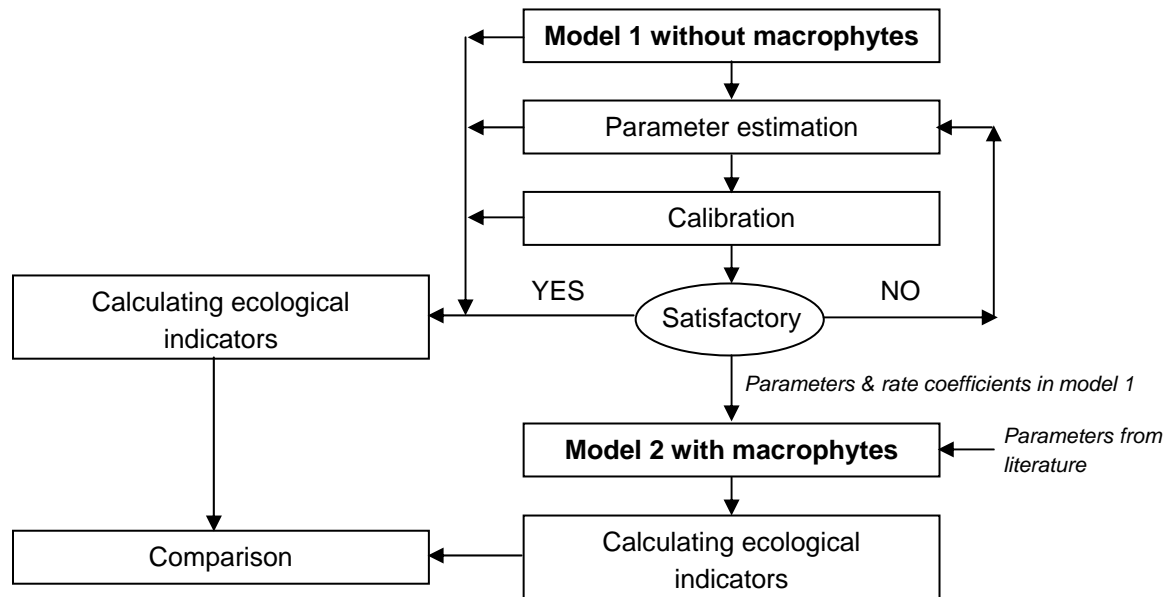 Model 1 without macrophytes
Parameter estimation
Calibration
YES
NO
Calculating ecological
indicators
Satisfactory
Parameters & rate coefficients in model 1
Model 2 with macrophytes
Parameters from
literature
Comparison
Calculating ecological
indicators